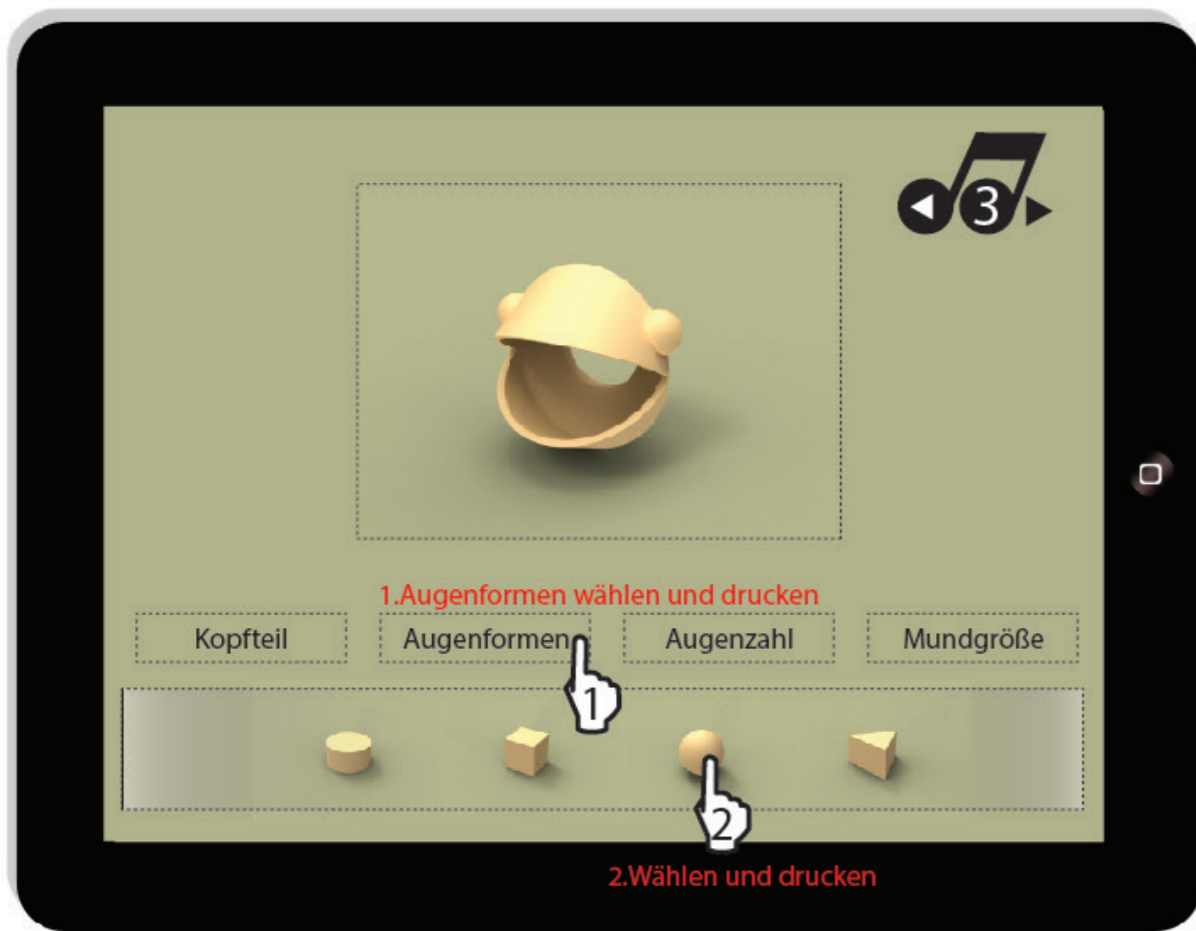 3
1.Augenformen wählen und drucken
Kopfteil Augenformen Augenzahl Mundgröße
1
2
2.Wählen und drucken